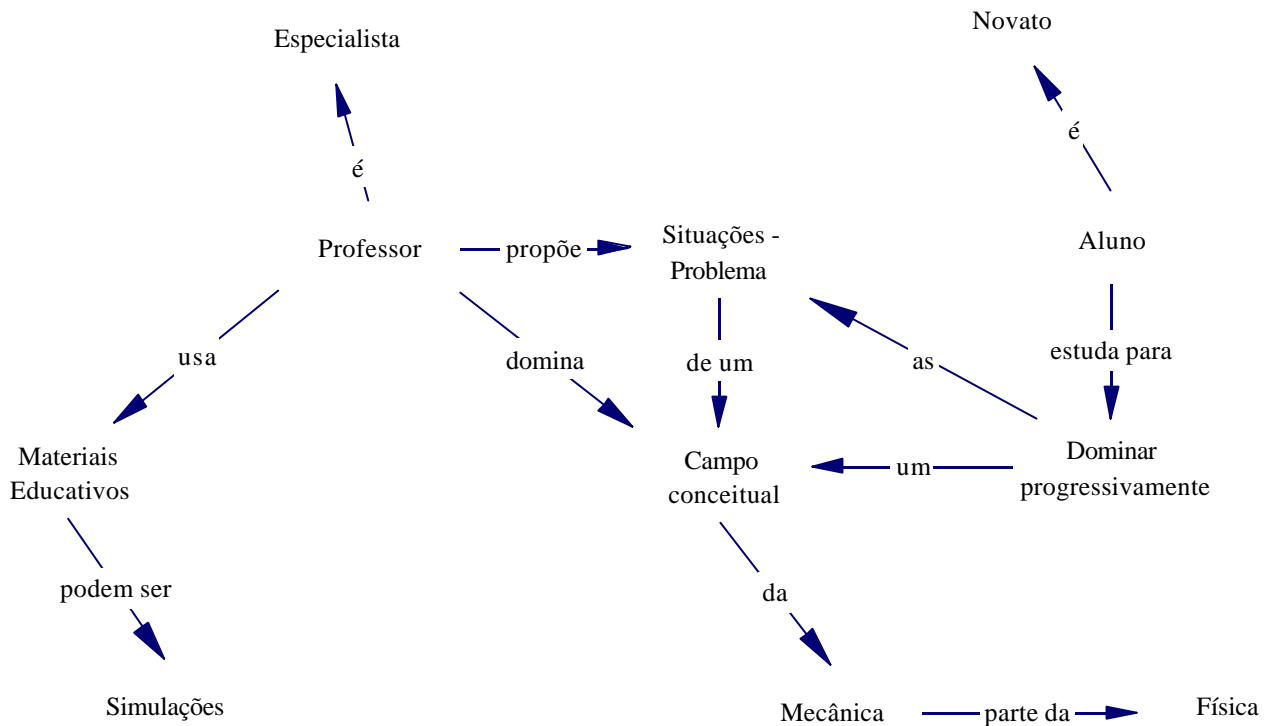 Novato
Especialista
é
é
Professor
propõe
Situações -
Problema
Aluno
usa
domina
de um
as
estuda para
Materiais
Educativos
Campo
conceitual
um
Dominar
progressivamente
podem ser
da
Simulações
Mecânica
parte da
Física